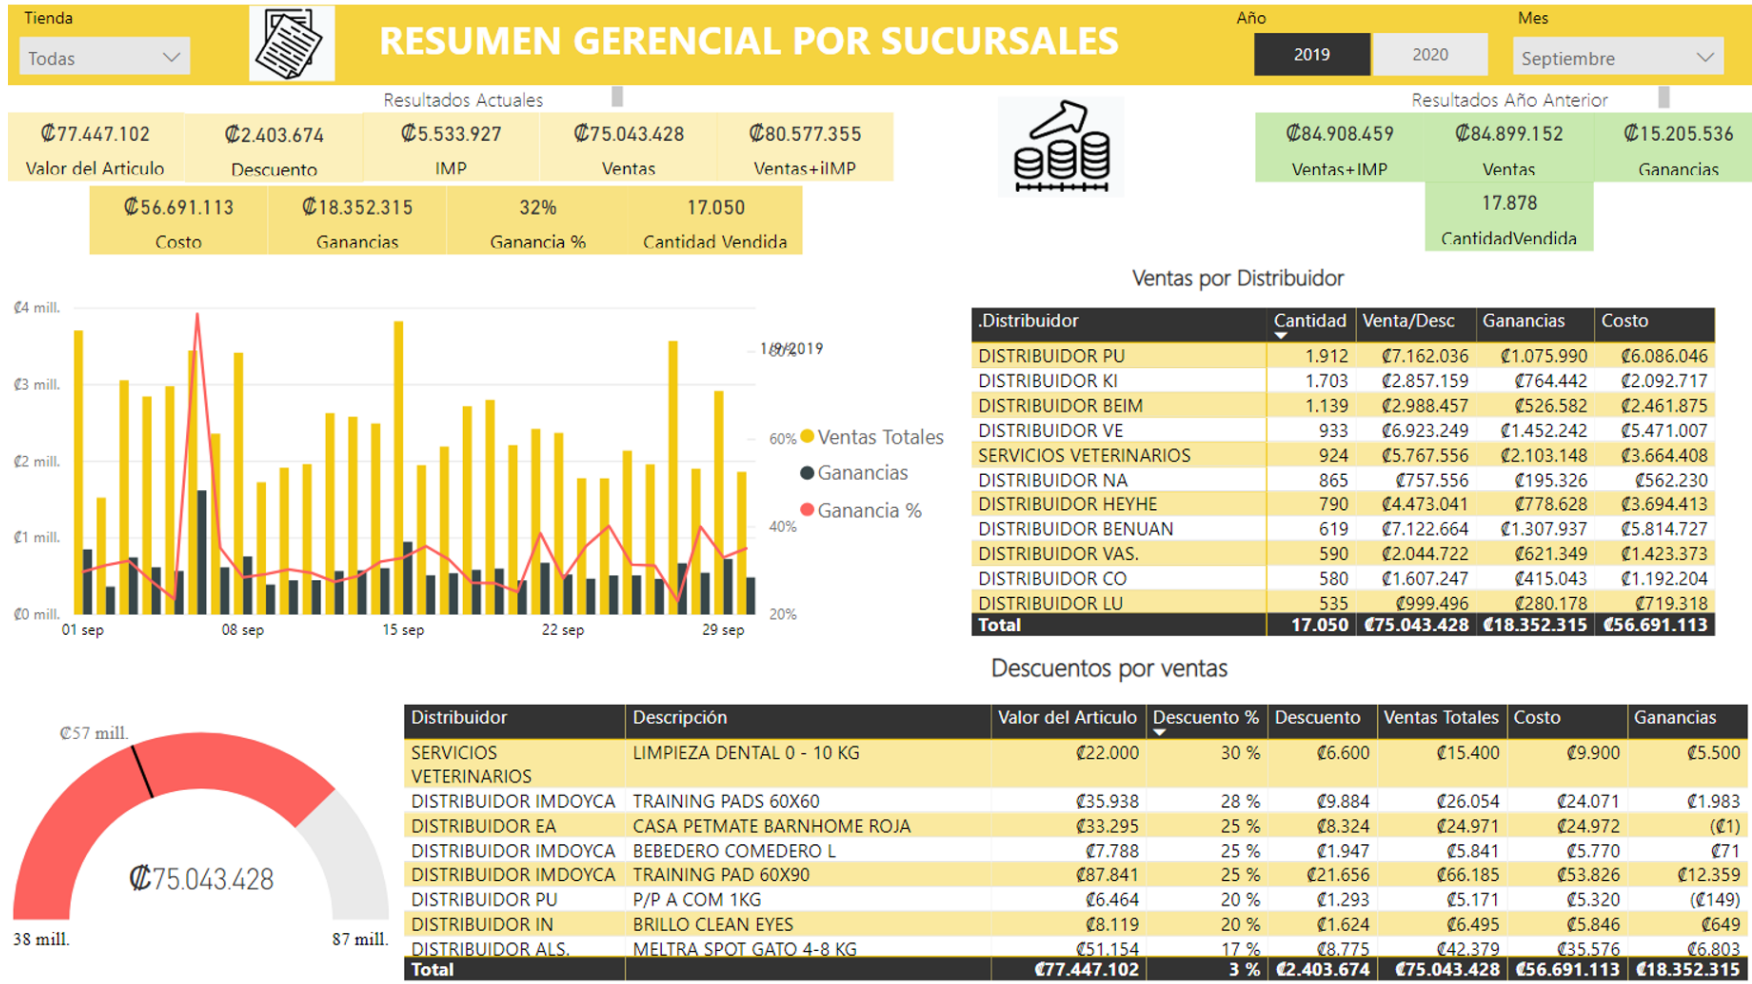 Tienda
Todas
RESUMEN GERENCIAL POR SUCURSALES
Año
2019 2020
Mes
Septiembre
Resultados Actuales
₡77.447.102 ₡2.403.674 ₡5.533.927 ₡75.043.428 ₡80.577.355
Valor del Articulo Descuento IMP Ventas Ventas+iIMP
₡56.691.113 ₡18.352.315 32% 17.050
Costo Ganancias Ganancia % Cantidad Vendida
Resultados Año Anterior
₡84.908.459 ₡84.899.152 ₡15.205.536
Ventas+IMP Ventas Ganancias
17.878
CantidadVendida
₡4 mill.
₡3 mill.
₡2 mill.
₡1 mill.
₡0 mill.
01 sep 08 sep 15 sep 22 sep 29 sep
80%
60%
40%
20%
1/9/2019
Ventas Totales
Ganancias
Ganancia %
Ventas por Distribuidor
.Distribuidor Cantidad Venta/Desc Ganancias Costo
DISTRIBUIDOR PU 1.912 ₡7.162.036 ₡1.075.990 ₡6.086.046
DISTRIBUIDOR KI 1.703 ₡2.857.159 ₡764.442 ₡2.092.717
DISTRIBUIDOR BEIM 1.139 ₡2.988.457 ₡526.582 ₡2.461.875
DISTRIBUIDOR VE 933 ₡6.923.249 ₡1.452.242 ₡5.471.007
SERVICIOS VETERINARIOS 924 ₡5.767.556 ₡2.103.148 ₡3.664.408
DISTRIBUIDOR NA 865 ₡757.556 ₡195.326 ₡562.230
DISTRIBUIDOR HEYHE 790 ₡4.473.041 ₡778.628 ₡3.694.413
DISTRIBUIDOR BENUAN 619 ₡7.122.664 ₡1.307.937 ₡5.814.727
DISTRIBUIDOR VAS. 590 ₡2.044.722 ₡621.349 ₡1.423.373
DISTRIBUIDOR CO 580 ₡1.607.247 ₡415.043 ₡1.192.204
DISTRIBUIDOR LU 535 ₡999.496 ₡280.178 ₡719.318
Total 17.050 ₡75.043.428 ₡18.352.315 ₡56.691.113
₡57 mill.
₡75.043.428
38 mill. 87 mill.
Descuentos por ventas
Distribuidor Descripción Valor del Articulo Descuento % Descuento Ventas Totales Costo Ganancias
SERVICIOS LIMPIEZA DENTAL 0 - 10 KG ₡22.000 30 % ₡6.600 ₡15.400 ₡9.900 ₡5.500
VETERINARIOS
DISTRIBUIDOR IMDOYCA TRAINING PADS 60X60 ₡35.938 28 % ₡9.884 ₡26.054 ₡24.071 ₡1.983
DISTRIBUIDOR EA CASA PETMATE BARNHOME ROJA ₡33.295 25 % ₡8.324 ₡24.971 ₡24.972 (₡1)
DISTRIBUIDOR IMDOYCA BEBEDERO COMEDERO L ₡7.788 25 % ₡1.947 ₡5.841 ₡5.770 ₡71
DISTRIBUIDOR IMDOYCA TRAINING PAD 60X90 ₡87.841 25 % ₡21.656 ₡66.185 ₡53.826 ₡12.359
DISTRIBUIDOR PU P/P A COM 1KG ₡6.464 20 % ₡1.293 ₡5.171 ₡5.320 (₡149)
DISTRIBUIDOR IN BRILLO CLEAN EYES ₡8.119 20 % ₡1.624 ₡6.495 ₡5.846 ₡649
DISTRIBUIDOR ALS. MELTRA SPOT GATO 4-8 KG ₡51.154 17 % ₡8.775 ₡42.379 ₡35.576 ₡6.803
Total ₡77.447.102 3 % ₡2.403.674 ₡75.043.428 ₡56.691.113 ₡18.352.315